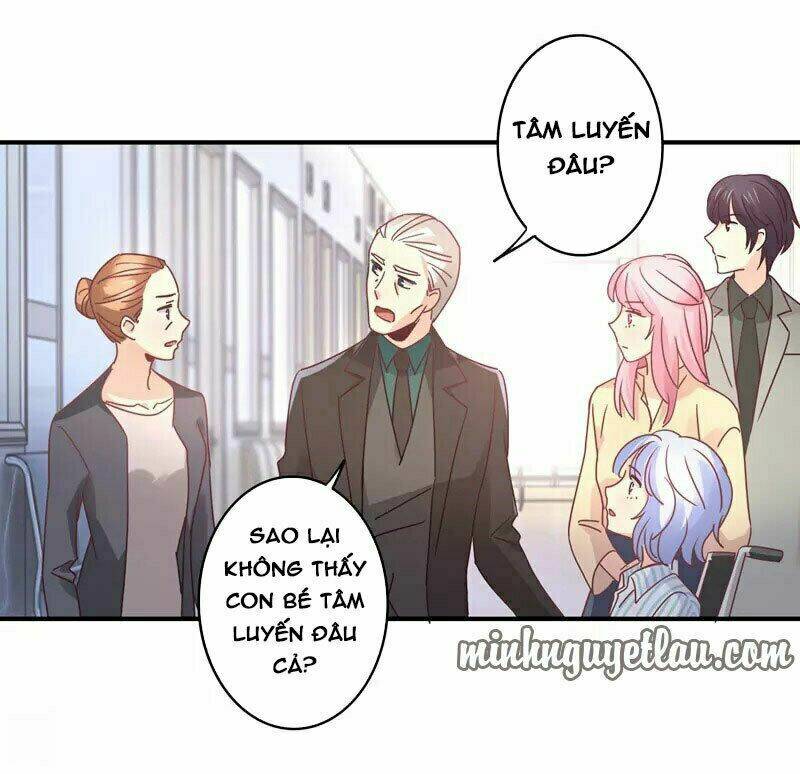 TÂM LUYẾN
ĐÂU?
SAO LẠI
KHÔNG THẤY
CON BÉ TÂM
LUYẾN ĐÂU
CẢ?
minhnguyetlau.com